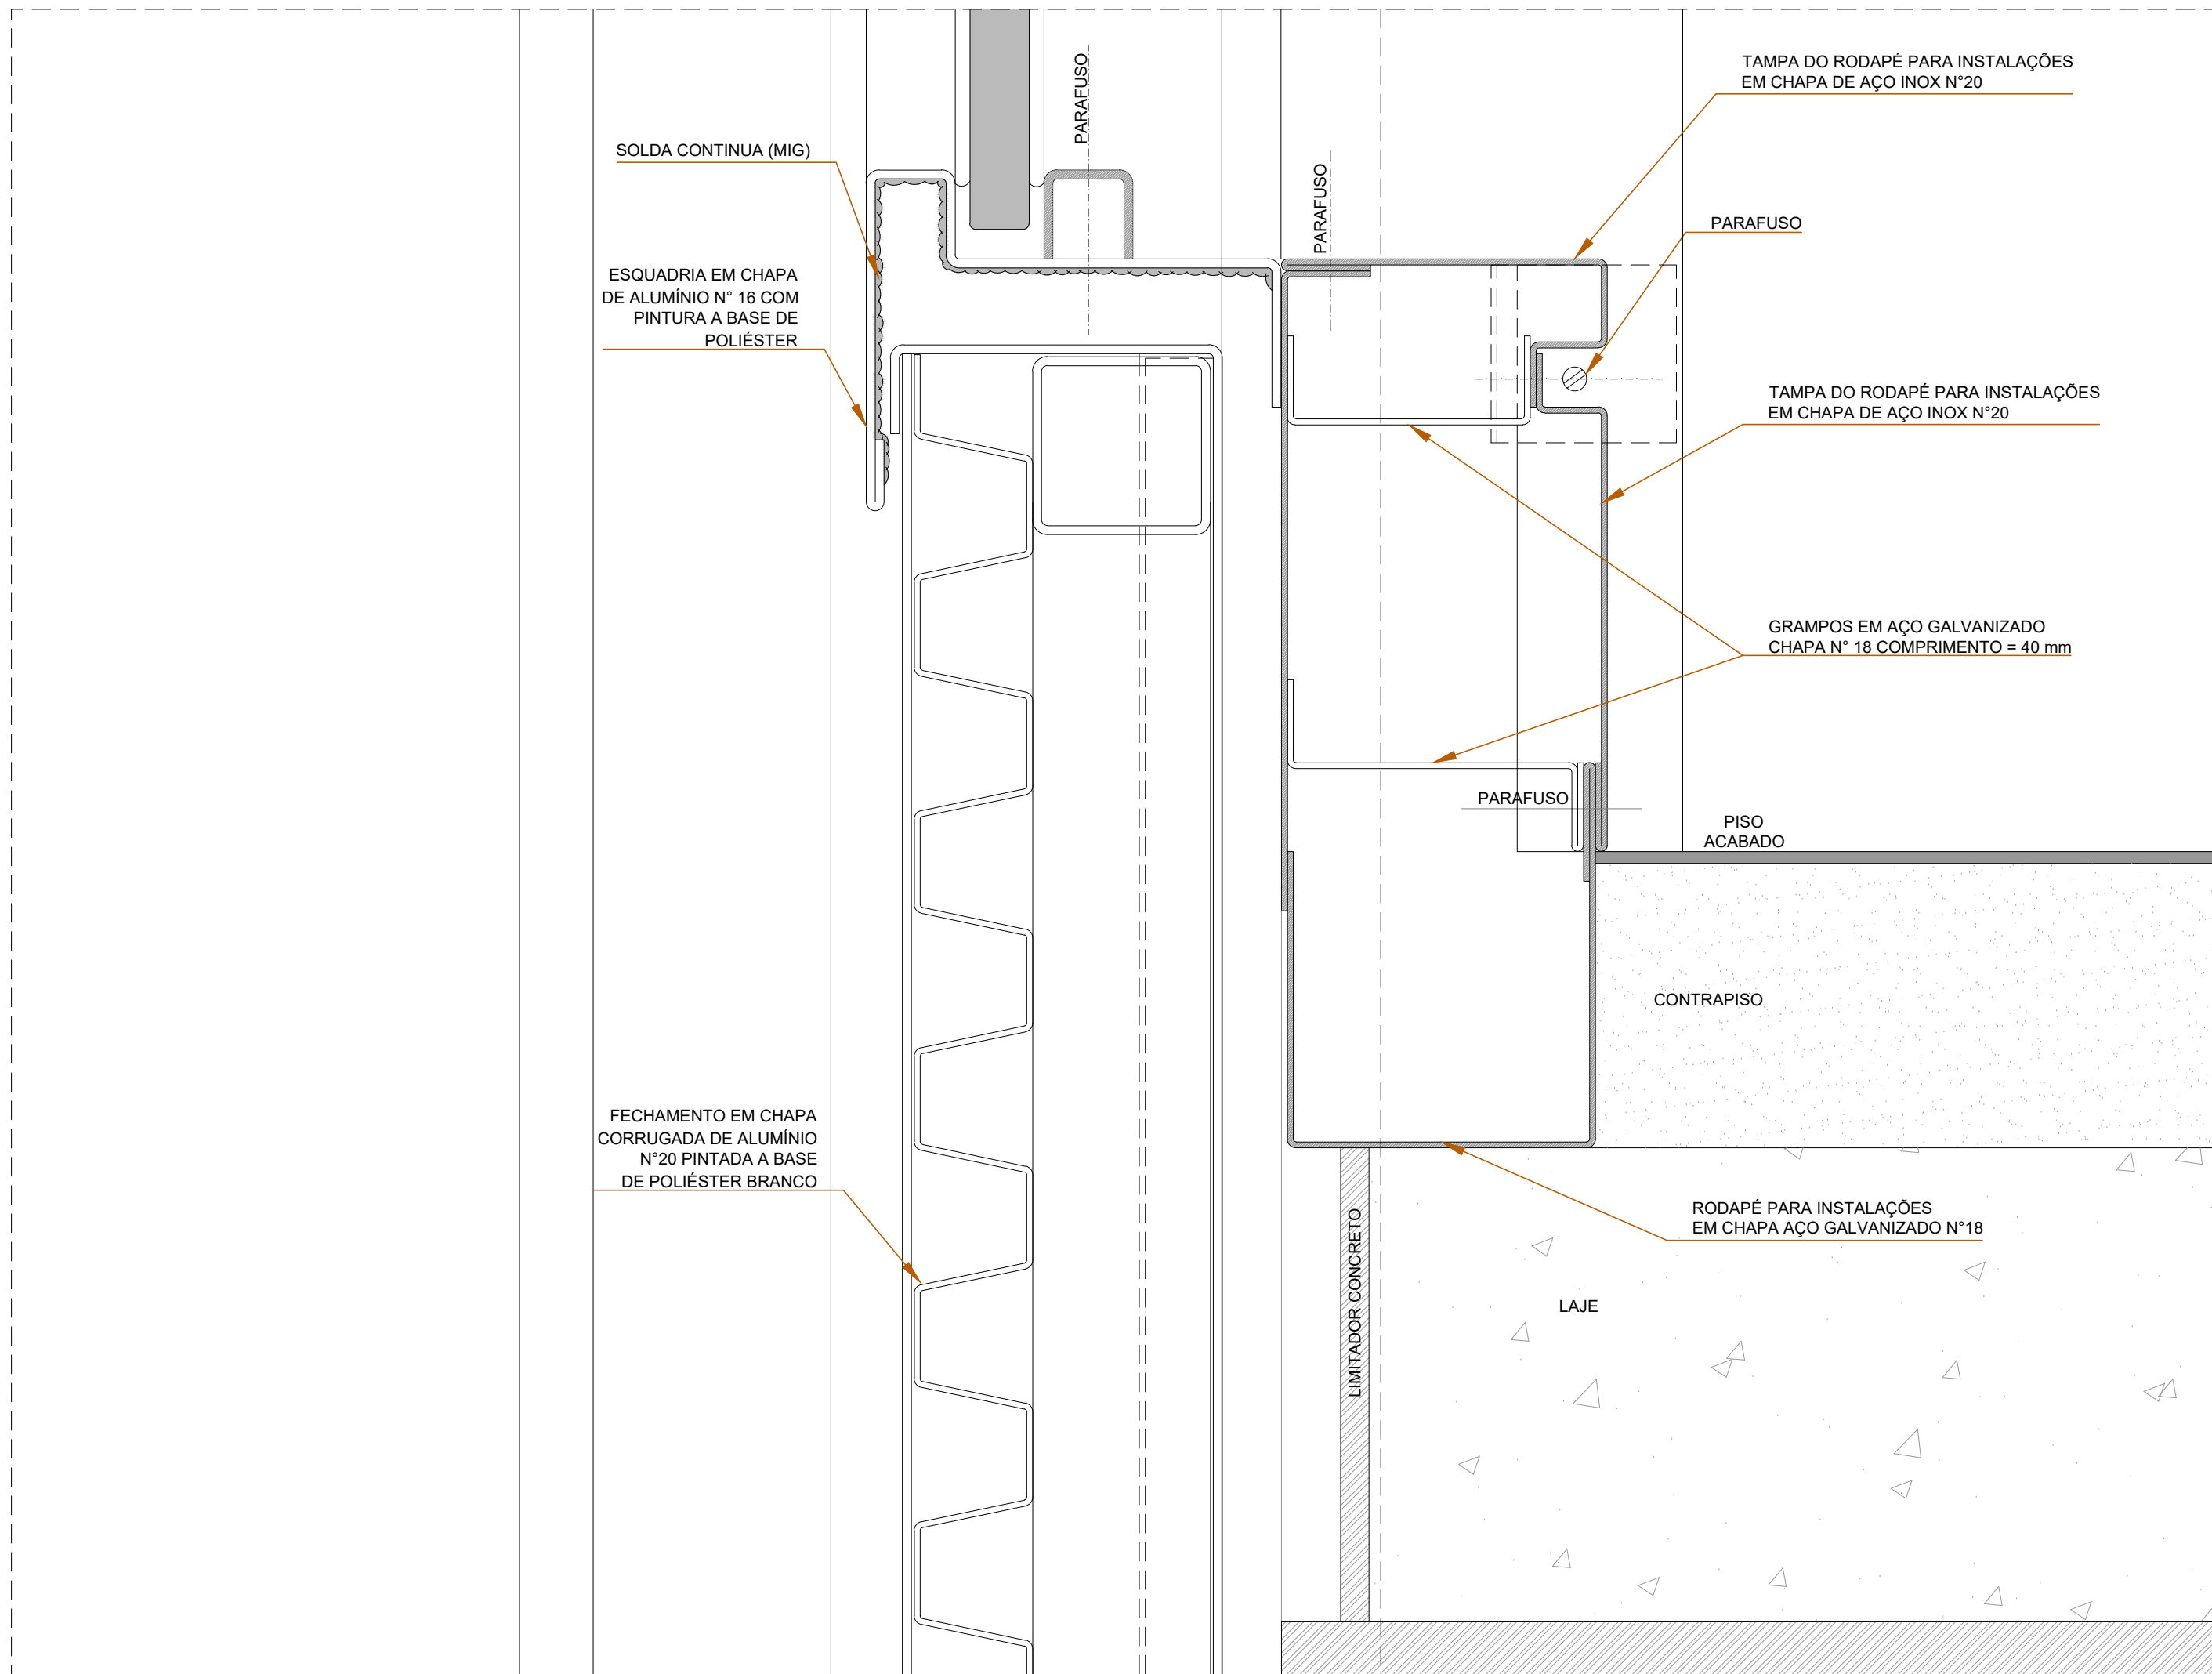 PARAFUSO
TAMPA DO RODAPÉ PARA INSTALAÇÕES
EM CHAPA DE AÇO INOX N°20
SOLDA CONTINUA (MIG)
PARAFUSO
PARAFUSO
ESQUADRIA EM CHAPA
DE ALUMÍNIO N° 16 COM
PINTURA A BASE DE
POLIÉSTER
TAMPA DO RODAPÉ PARA INSTALAÇÕES
EM CHAPA DE AÇO INOX N°20
GRAMPOS EM AÇO GALVANIZADO
CHAPA N° 18 COMPRIMENTO = 40 mm
PARAFUSO
PISO
ACABADO
CONTRAPISO
FECHAMENTO EM CHAPA
CORRUGADA DE ALUMÍNIO
N°20 PINTADA A BASE
DE POLIÉSTER BRANCO
RODAPÉ PARA INSTALAÇÕES
EM CHAPA AÇO GALVANIZADO N°18
LIMITADOR CONCRETO
LAJE